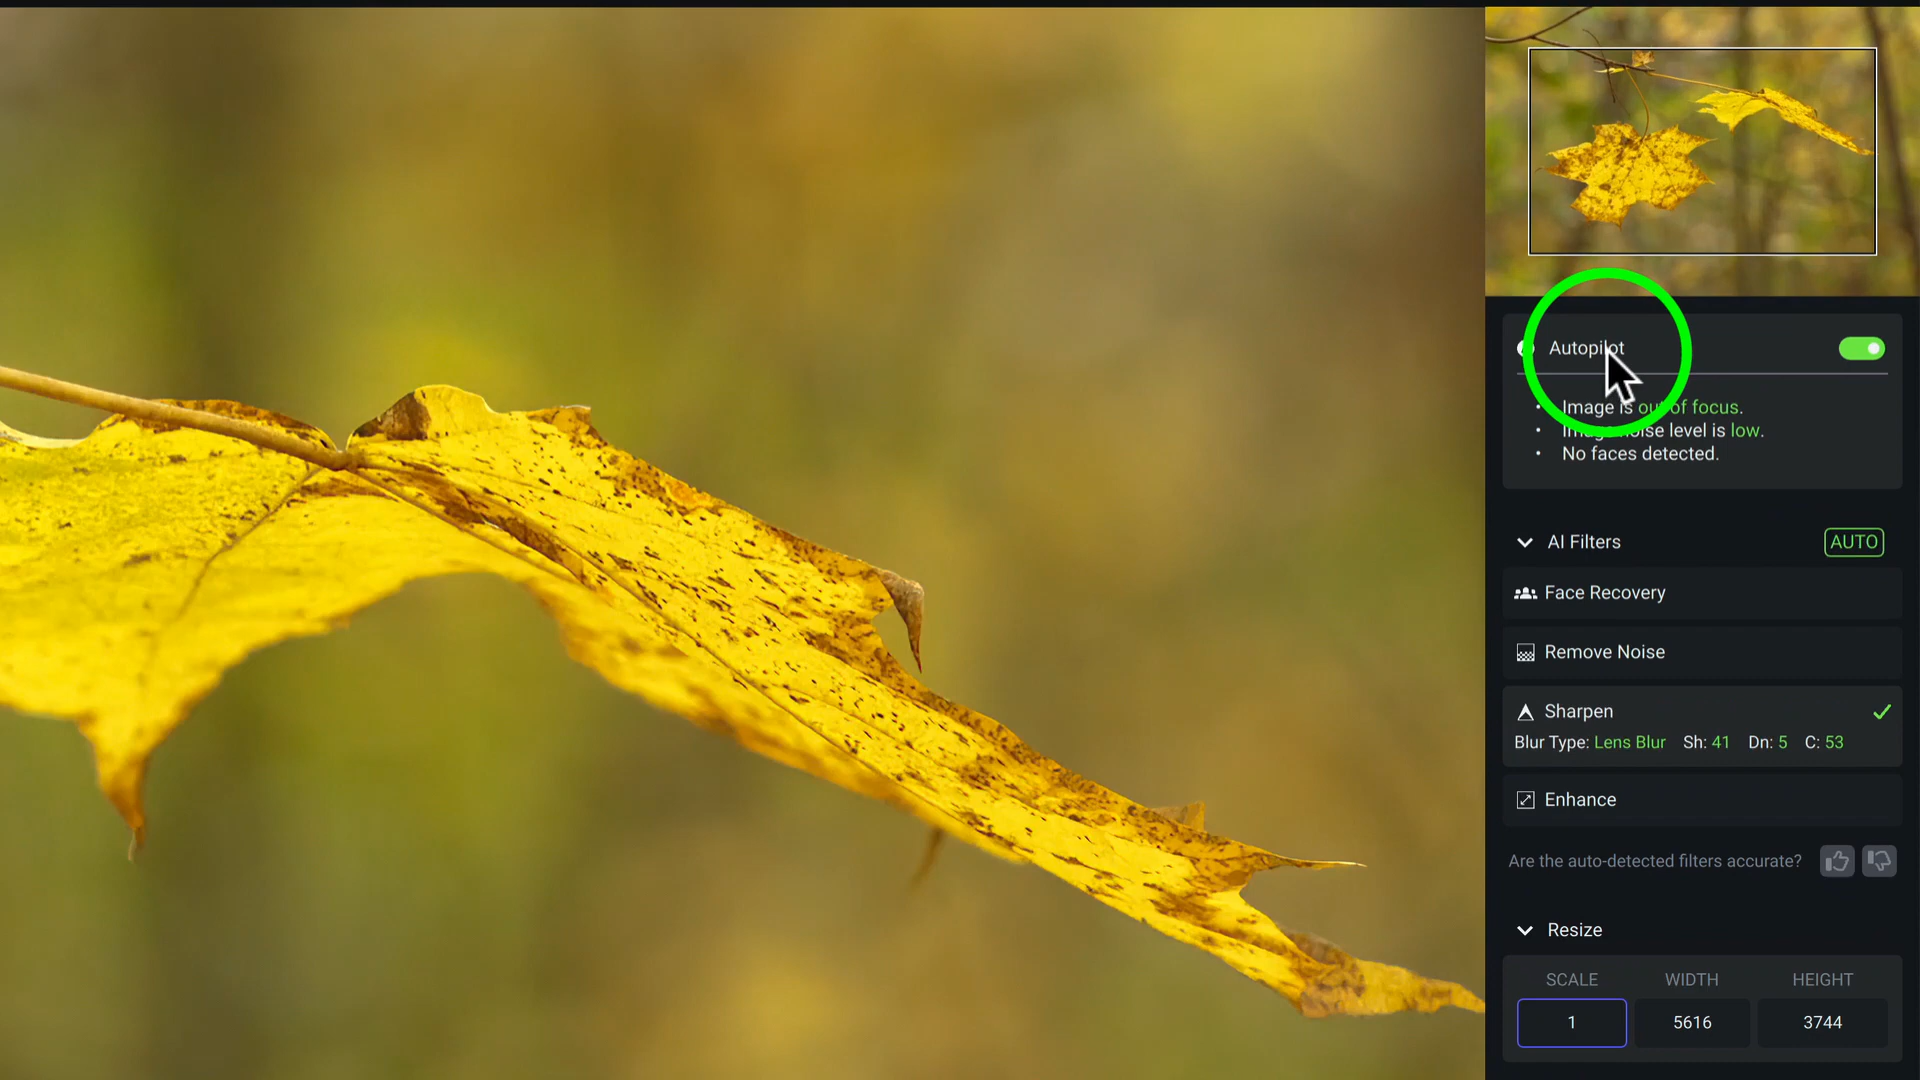 Autopilot
• Image is out of focus.
• Image noise level is low.
• No faces detected.
AI Filters AUTO
Face Recovery
Remove Noise
Sharpen
Blur Type: Lens Blur Sh: 41 Dn: 5 C: 53
Enhance
Are the auto-detected filters accurate?
Resize
SCALE WIDTH HEIGHT
1 5616 3744